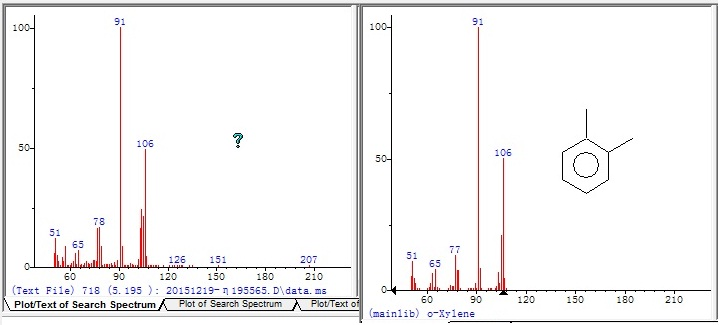 100
91
50
106
51
65
78
126
151
207
0
60 90 120 150 180 210
(Text File) 718 (5.195 ): 20151219-η195565.D\data.ms
Plot/Text of Search Spectrum
Plot of Search Spectrum
Plot/Text of
100
91
50
106
51
65
77
0
60 90 120 150 180 210
(mainlib) o-Xylene